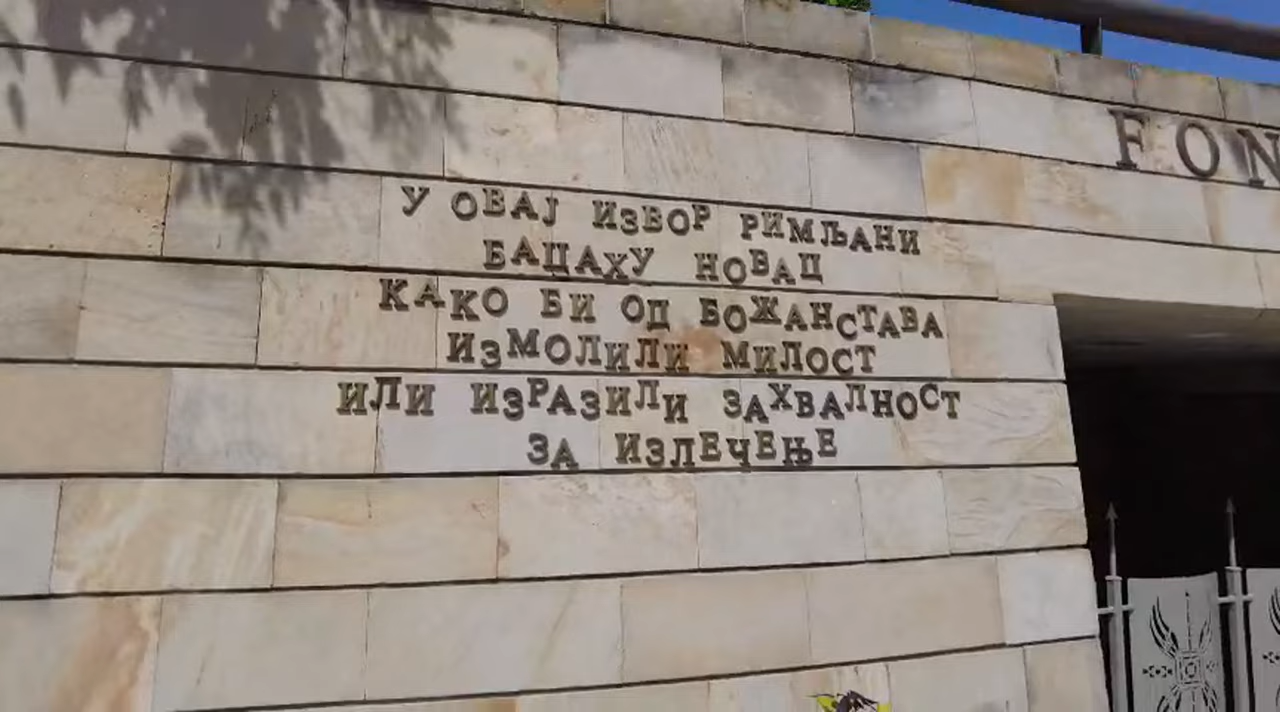 У ОВАЈ ИЗВОР РИМЉАНИ
БАЦАХУ НОВАЦ
КАКО БИ ОД БОЖАНСТАВА
ИЗМОЛИЛИ МИЛОСТ
ИЛИ ИЗРАЗИЛИ ЗАХВАЛНОСТ
ЗА ИЗЛЕЧЕЊЕ
FON